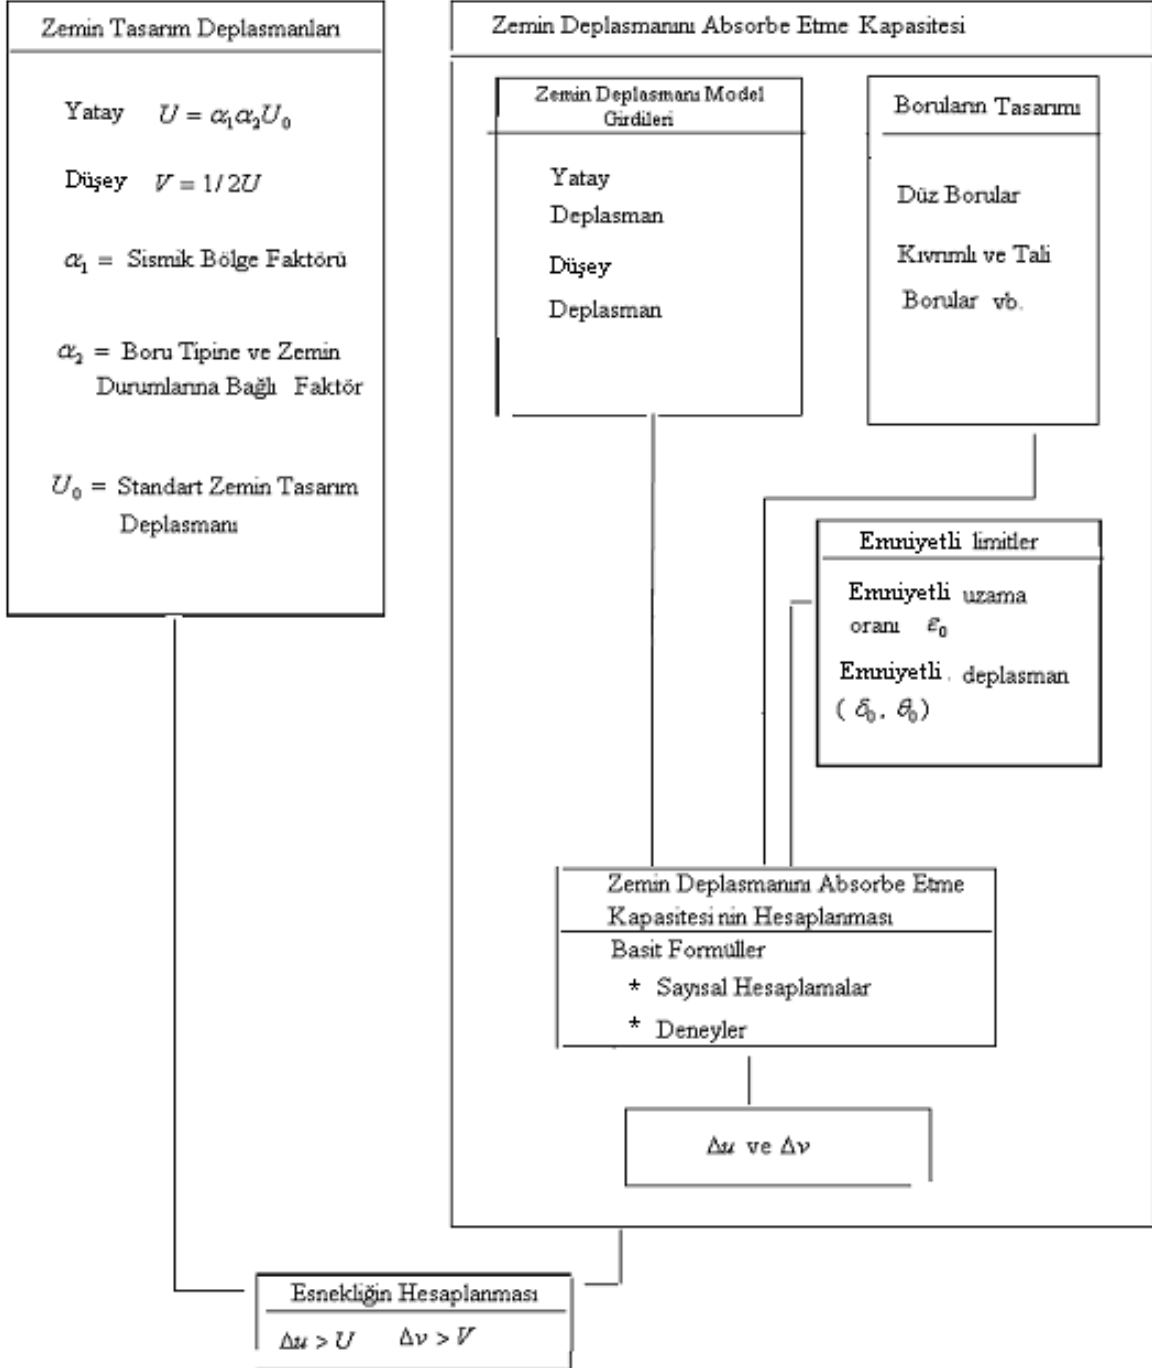 Zemin Tasarım Deplasmanları
Yatay U = α₁α₂U₀
Düşey V = 1/2U
α₁ = Sismik Bölge Faktörü
α₂ = Boru Tipine ve Zemin
Durumlarına Bağlı Faktör
U₀ = Standart Zemin Tasarım
Deplasmanı
Zemin Deplasmanını Absorbe Etme Kapasitesi
Zemin Deplasmanı Model
Girdileri
Yatay
Deplasman
Düşey
Deplasman
Boruların Tasarımı
Düz Borular
Kıvrımlı ve Tali
Borular vb.
Emniyetli limitler
Emniyetli uzama
oranı ε₀
Emniyetli. deplasman
( δ₀, θ₀)
Zemin Deplasmanını Absorbe Etme
Kapasitesi nin Hesaplanması
Basit Formüller
* Sayısal Hesaplamalar
* Deneyler
Δu ve Δv
Esnekliğin Hesaplanması
Δu > U Δv > V